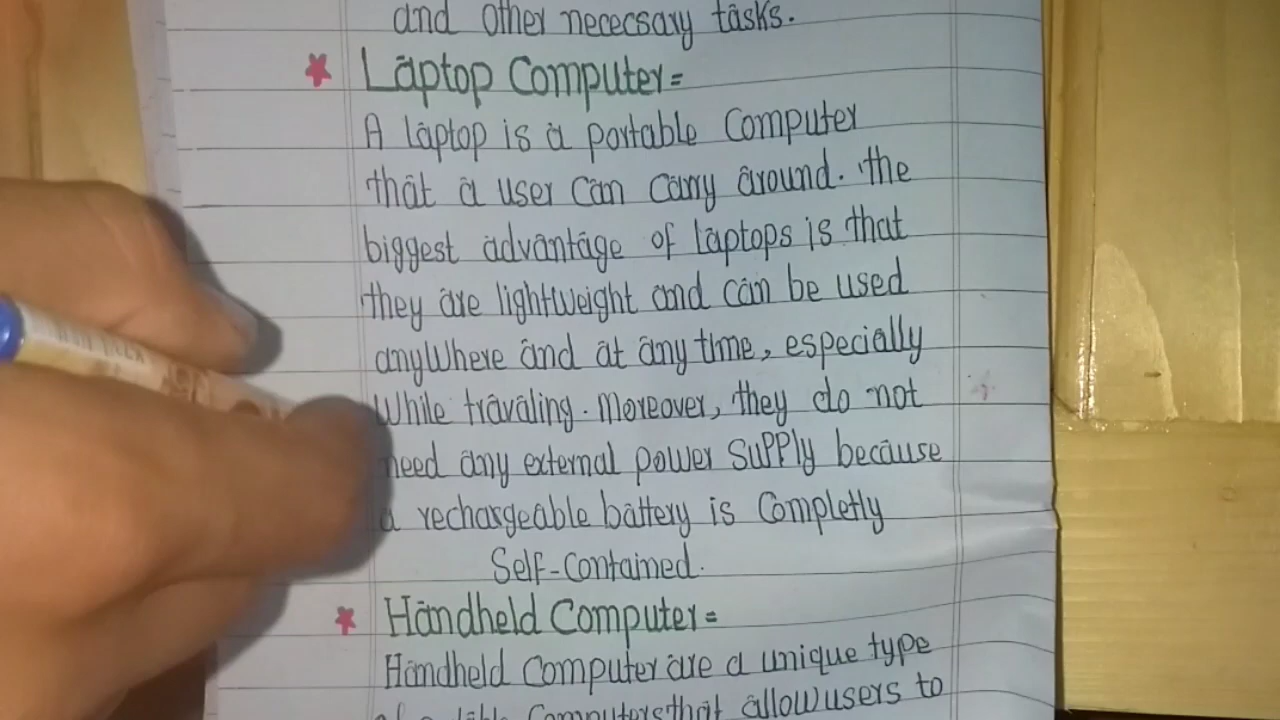 and other nececsary tasks.
Laptop Computer=
A laptop is a portable Computer
that a user can carry around. the
biggest advantage of laptops is that
they are lightweight and can be used
anywhere and at any time, especially
while travaling. Moreover, they do not
need any external power supply because
a rechargeable battery is Completly
Self-Contained.
Handheld Computer=
Handheld Computer are a unique type
Computers that allow users to